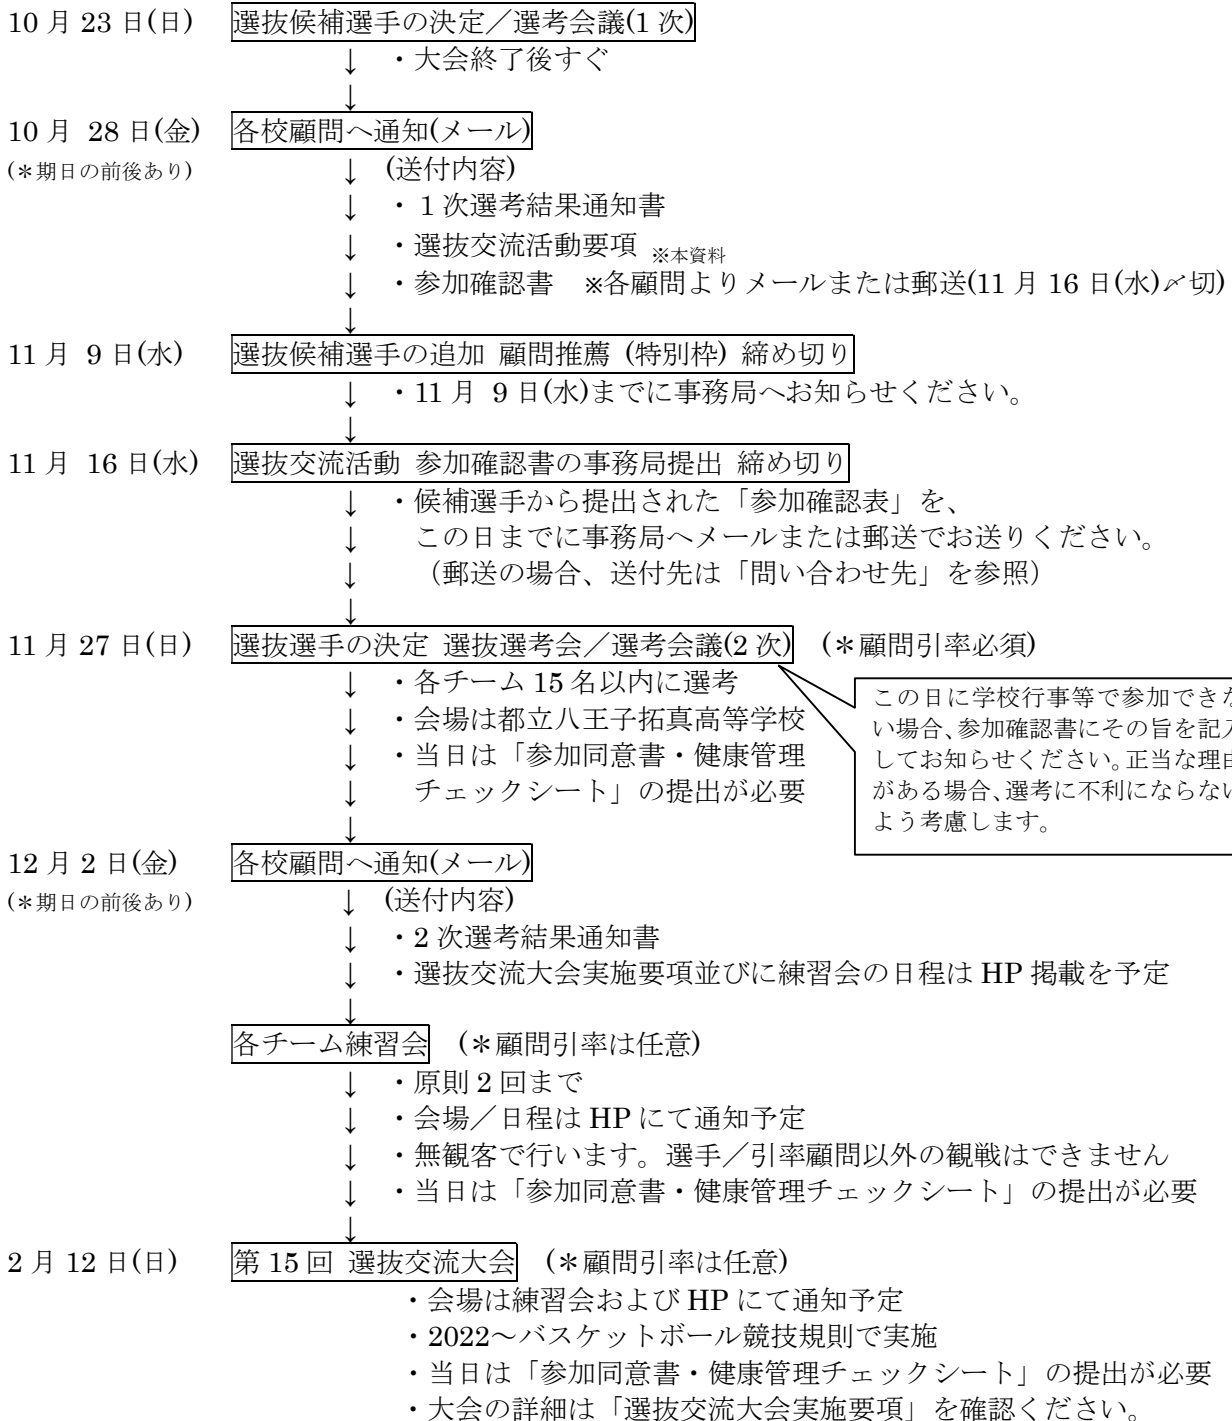 10 月 23 日(日) 選抜候補選手の決定／選考会議(1 次)
↓ ・大会終了後すぐ
↓
10 月 28 日(金) 各校顧問へ通知(メール)
(＊期日の前後あり) ↓ (送付内容)
↓ ・１次選考結果通知書
↓ ・選抜交流活動要項 ※本資料
↓ ・参加確認書 ※各顧問よりメールまたは郵送(11 月 16 日(水)〆切)
↓
11 月 9 日(水) 選抜候補選手の追加 顧問推薦 (特別枠) 締め切り
↓ ・11 月 9 日(水)までに事務局へお知らせください。
↓
11 月 16 日(水) 選抜交流活動 参加確認書の事務局提出 締め切り
↓ ・候補選手から提出された「参加確認表」を、
↓ この日までに事務局へメールまたは郵送でお送りください。
↓ （郵送の場合、送付先は「問い合わせ先」を参照）
↓
11 月 27 日(日) 選抜選手の決定 選抜選考会／選考会議(2 次) (＊顧問引率必須)
↓ ・各チーム 15 名以内に選考
↓ ・会場は都立八王子拓真高等学校
↓ ・当日は「参加同意書・健康管理
↓ チェックシート」の提出が必要
↓
この日に学校行事等で参加できな
い場合、参加確認書にその旨を記入
してお知らせください。正当な理由
がある場合、選考に不利にならない
よう考慮します。
12 月 2 日(金) 各校顧問へ通知(メール)
(＊期日の前後あり) ↓ (送付内容)
↓ ・2 次選考結果通知書
↓ ・選抜交流大会実施要項並びに練習会の日程は HP 掲載を予定
↓
各チーム練習会 (＊顧問引率は任意)
↓ ・原則 2 回まで
↓ ・会場／日程は HP にて通知予定
↓ ・無観客で行います。選手／引率顧問以外の観戦はできません
↓ ・当日は「参加同意書・健康管理チェックシート」の提出が必要
↓
2 月 12 日(日) 第 15 回 選抜交流大会 (＊顧問引率は任意)
・会場は練習会および HP にて通知予定
・2022～バスケットボール競技規則で実施
・当日は「参加同意書・健康管理チェックシート」の提出が必要
・大会の詳細は「選抜交流大会実施要項」を確認ください。